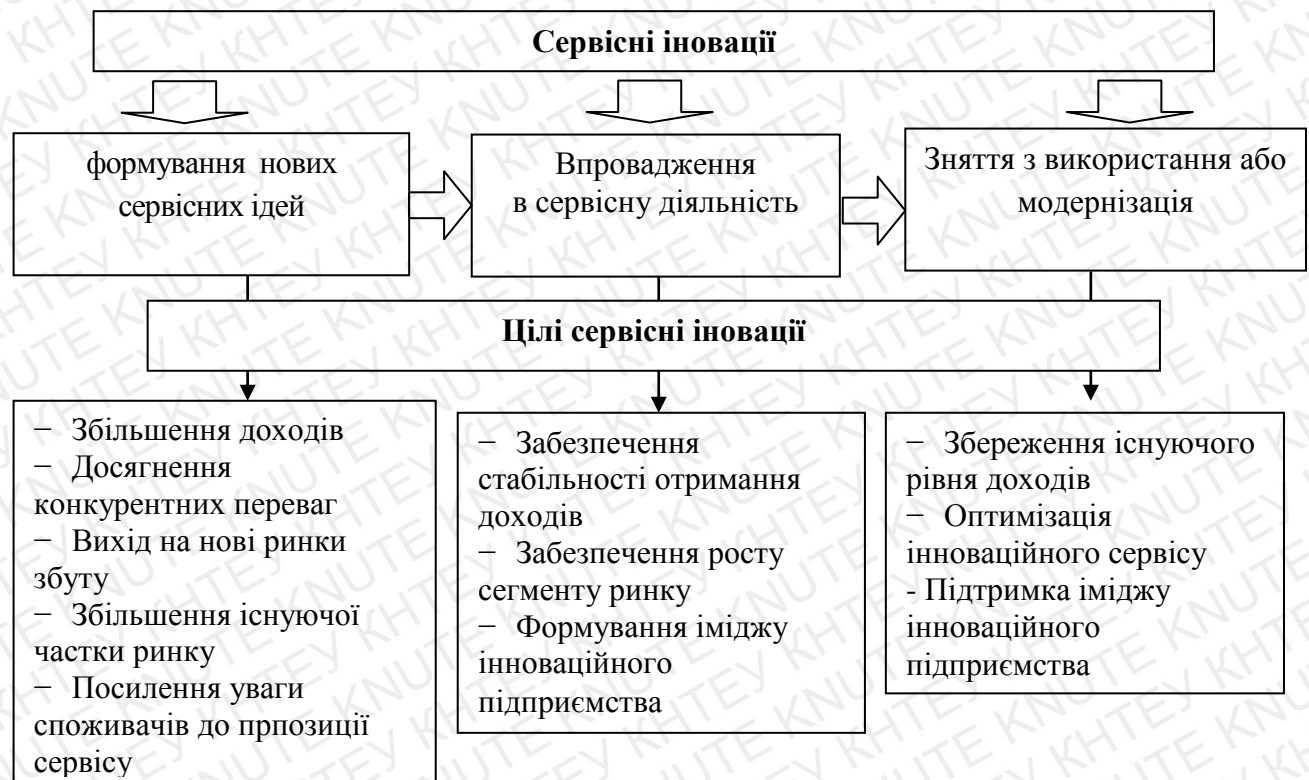 Сервісні іновації
формування нових
сервісних ідей
Впровадження
в сервісну діяльність
Зняття з використання або
модернізація
Цілі сервісні іновації
− Збільшення доходів
− Досягнення
конкурентних переваг
− Вихід на нові ринки
збуту
− Збільшення існуючої
частки ринку
− Посилення уваги
споживачів до прпозиції
сервісу
− Забезпечення
стабільності отримання
доходів
− Забезпечення росту
сегменту ринку
− Формування іміджу
інноваційного
підприємства
− Збереження існуючого
рівня доходів
− Оптимізація
інноваційного сервісу
- Підтримка іміджу
інноваційного
підприємства